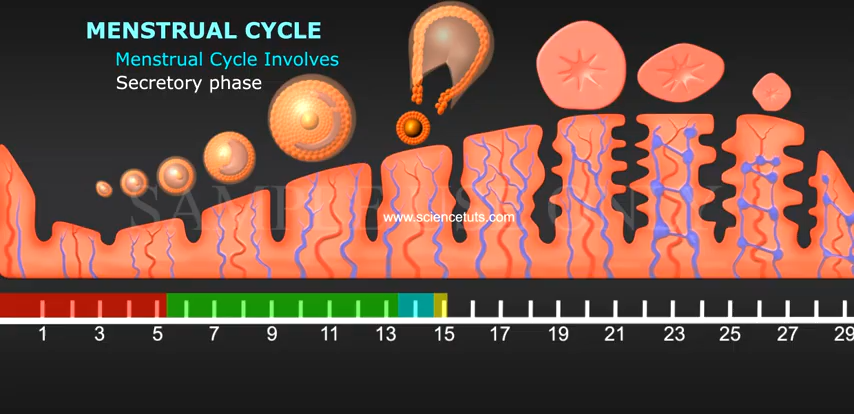 MENSTRUAL CYCLE
Menstrual Cycle Involves
Secretory phase
www.sciencetuts.com
1 3 5 7 9 11 13 15 17 19 21 23 25 27 29